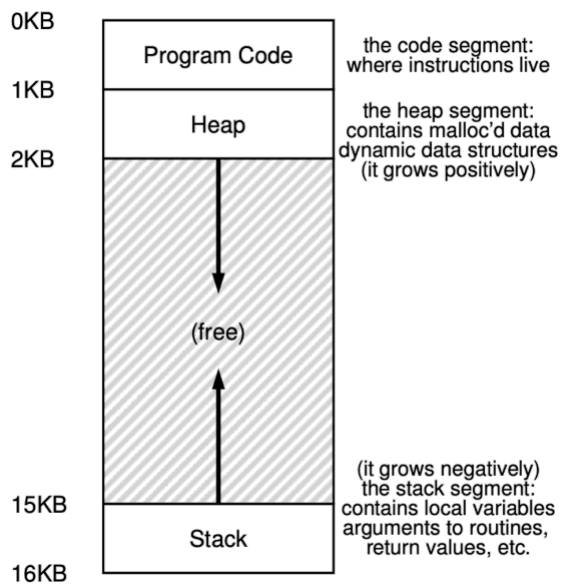 0KB
Program Code
the code segment:
where instructions live
1KB
Heap
the heap segment:
contains malloc’d data
dynamic data structures
(it grows positively)
2KB
(free)
(it grows negatively)
the stack segment:
contains local variables
arguments to routines,
return values, etc.
15KB
Stack
16KB